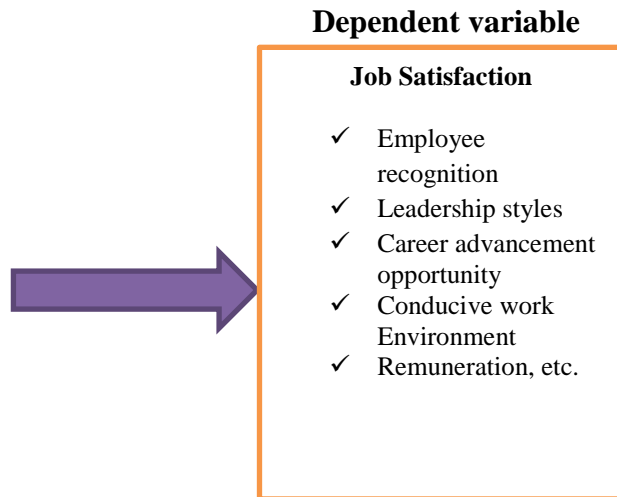 Dependent variable
Job Satisfaction
✓ Employee
recognition
✓ Leadership styles
✓ Career advancement
opportunity
✓ Conducive work
Environment
✓ Remuneration, etc.